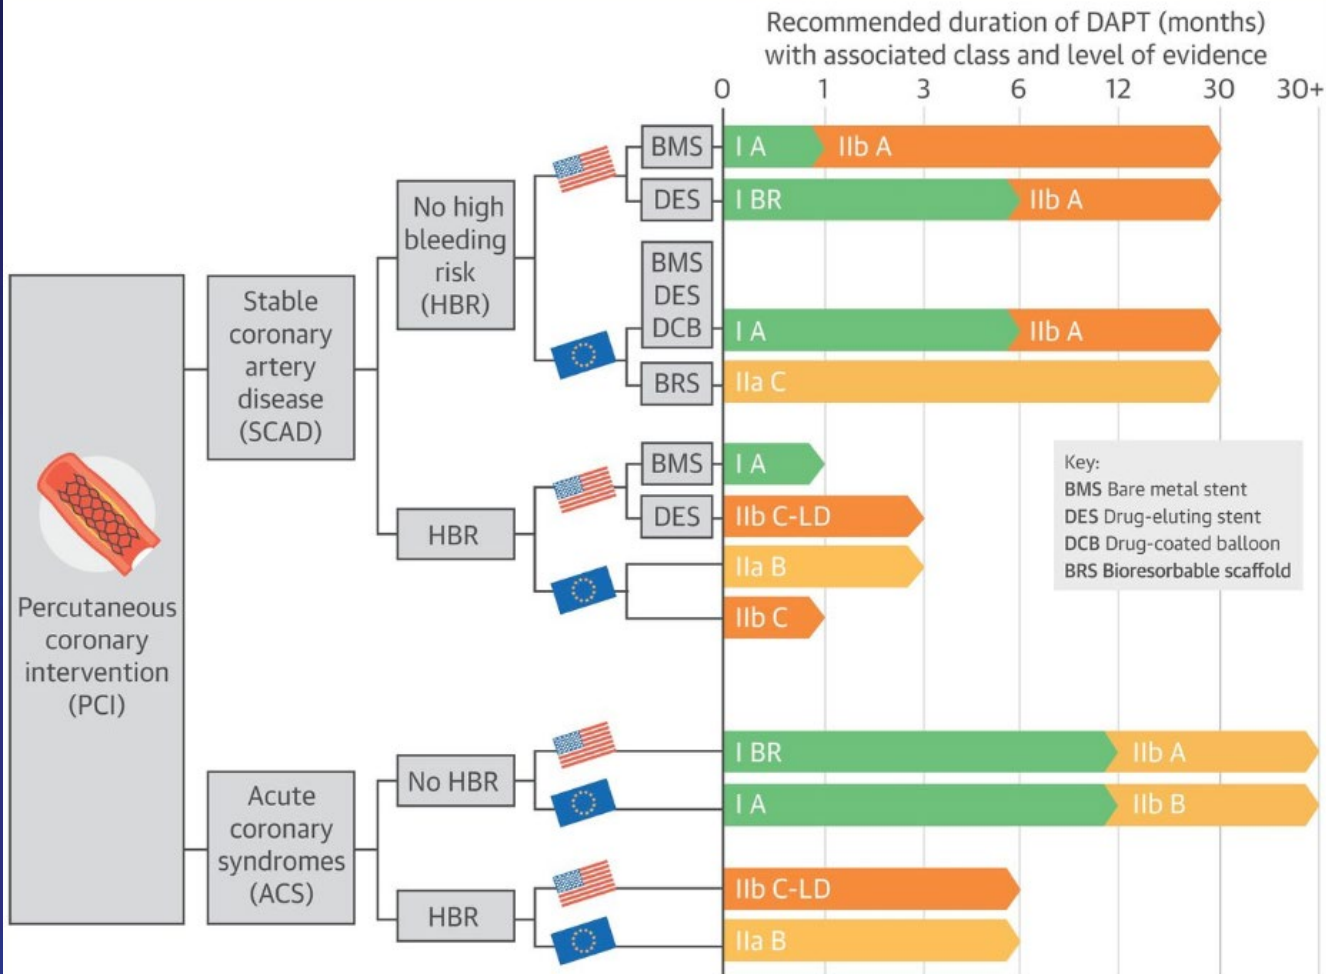 Recommended duration of DAPT (months)
with associated class and level of evidence
0 1 3 6 12 30 30+
Percutaneous
coronary
intervention
(PCI)
Stable
coronary
artery
disease
(SCAD)
No high
bleeding
risk
(HBR)
BMS
I A IIb A
DES
I BR IIb A
BMS
DES
DCB
I A IIb A
BRS
IIa C
HBR
BMS
I A
DES
IIb C-LD
IIa B
IIb C
Key:
BMS Bare metal stent
DES Drug-eluting stent
DCB Drug-coated balloon
BRS Bioresorbable scaffold
Acute
coronary
syndromes
(ACS)
No HBR
I BR IIb A
I A IIb B
HBR
IIb C-LD
IIa B